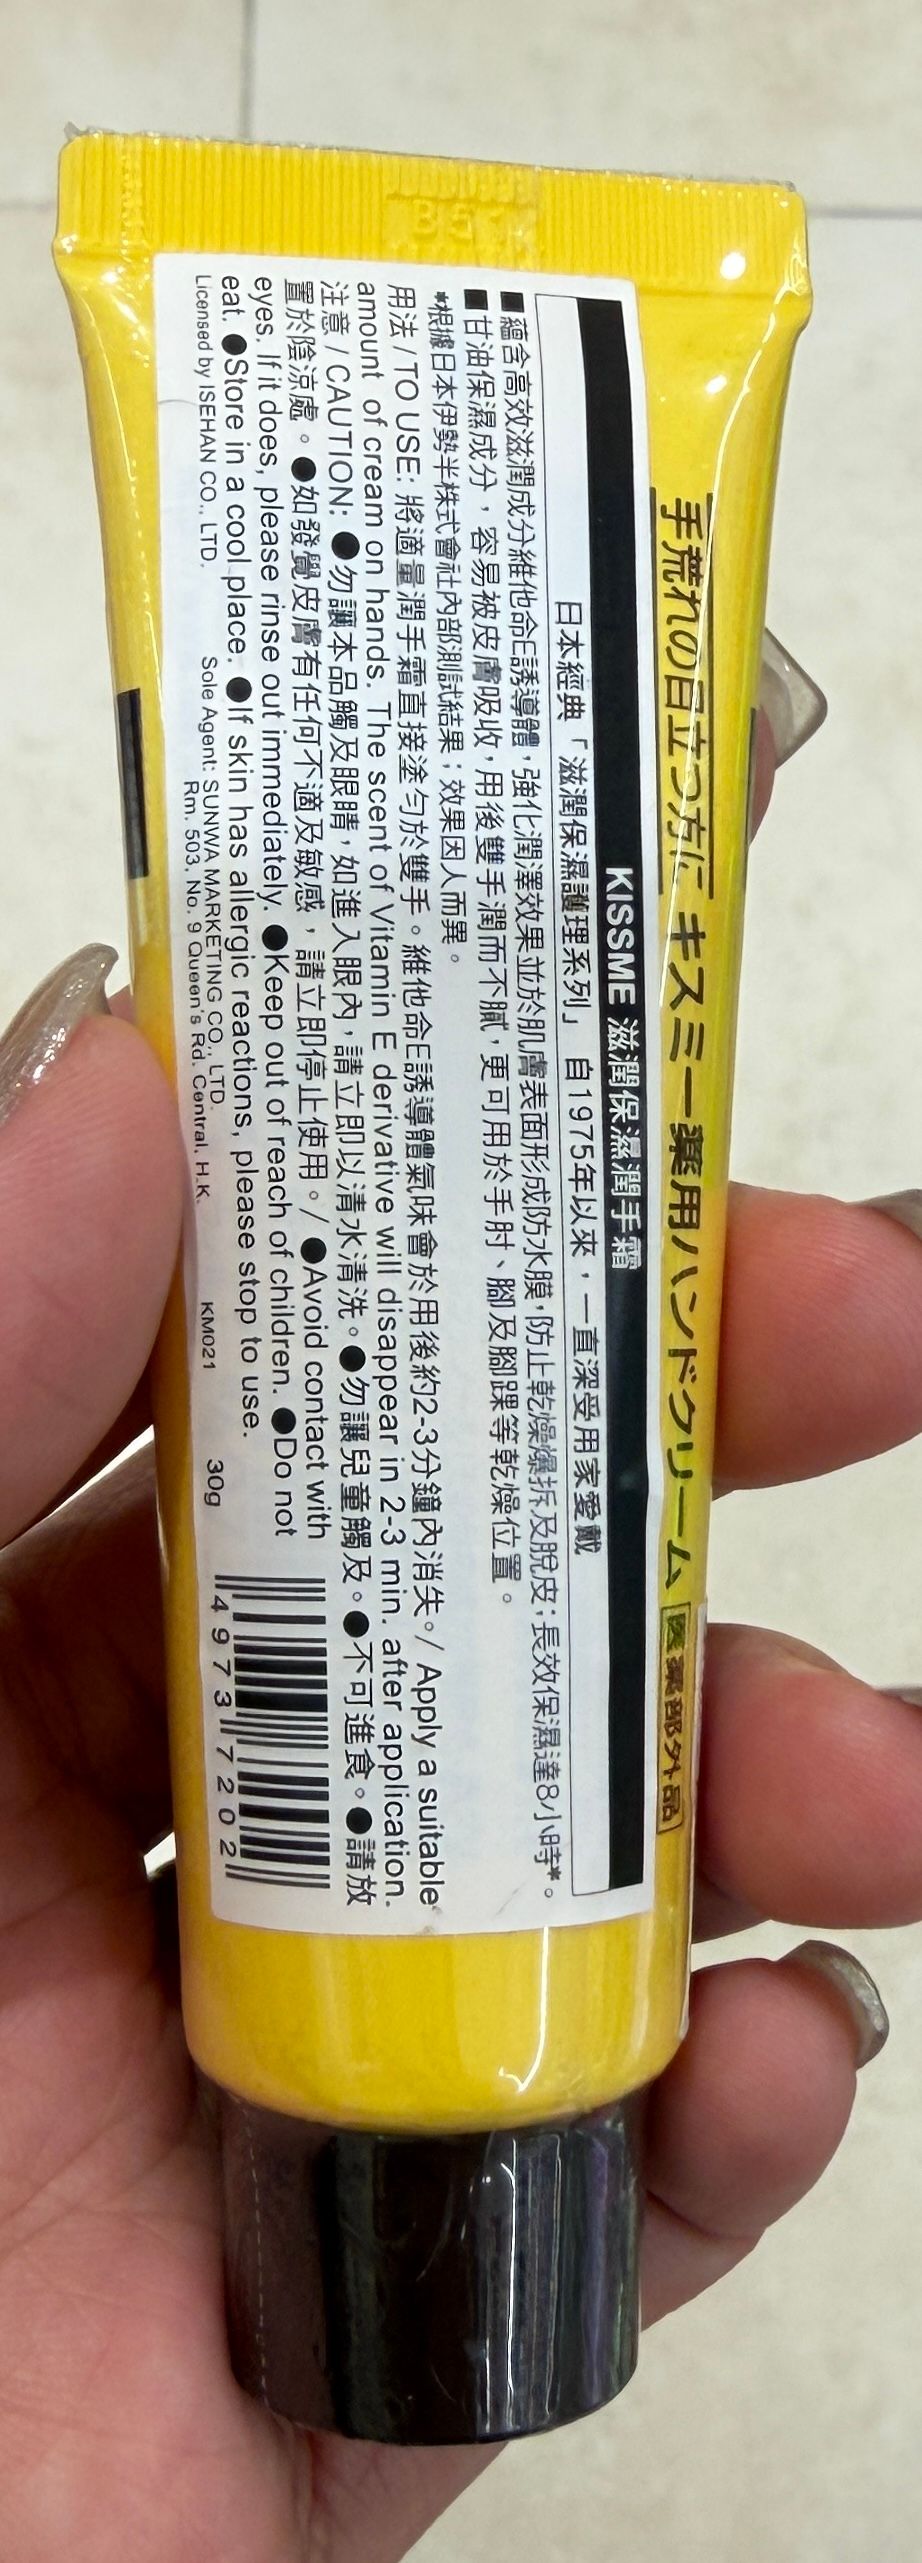 手荒れの目立つ方に キスミー薬用ハンドクリーム 医薬部外品
KISSME 滋潤保濕潤手霜
日本經典「滋潤保濕護理系列」 自1975年以來，一直深受用家愛戴
■ 蘊含高效滋潤成分維他命E誘導體，強化潤澤效果並於肌膚表面形成防水膜，防止乾燥爆拆及脫皮；長效保濕達8小時*。
■ 甘油保濕成分，容易被皮膚吸收，用後雙手潤而不膩，更可用於手肘、腳及腳踝等乾燥位置。
*根據日本伊勢半株式會社內部測試結果；效果因人而異。
用法 / TO USE: 將適量潤手霜直接塗勻於雙手。維他命E誘導體氣味會於用後約2-3分鐘內消失。/ Apply a suitable
amount of cream on hands. The scent of Vitamin E derivative will disappear in 2-3 min. after application.
注意 / CAUTION: ●勿讓本品觸及眼睛，如進入眼內，請立即以清水清洗。●勿讓兒童觸及。●不可進食。●請放
置於陰涼處。●如發覺皮膚有任何不適及敏感，請立即停止使用。/ ●Avoid contact with
eyes. If it does, please rinse out immediately. ●Keep out of reach of children. ●Do not
eat. ●Store in a cool place. ●If skin has allergic reactions, please stop to use.
Licensed by ISEHAN CO., LTD. Sole Agent: SUNWA MARKETING CO., LTD. KM021 30g
Rm. 503, No. 9 Queen's Rd. Central, H.K.
4973 7202